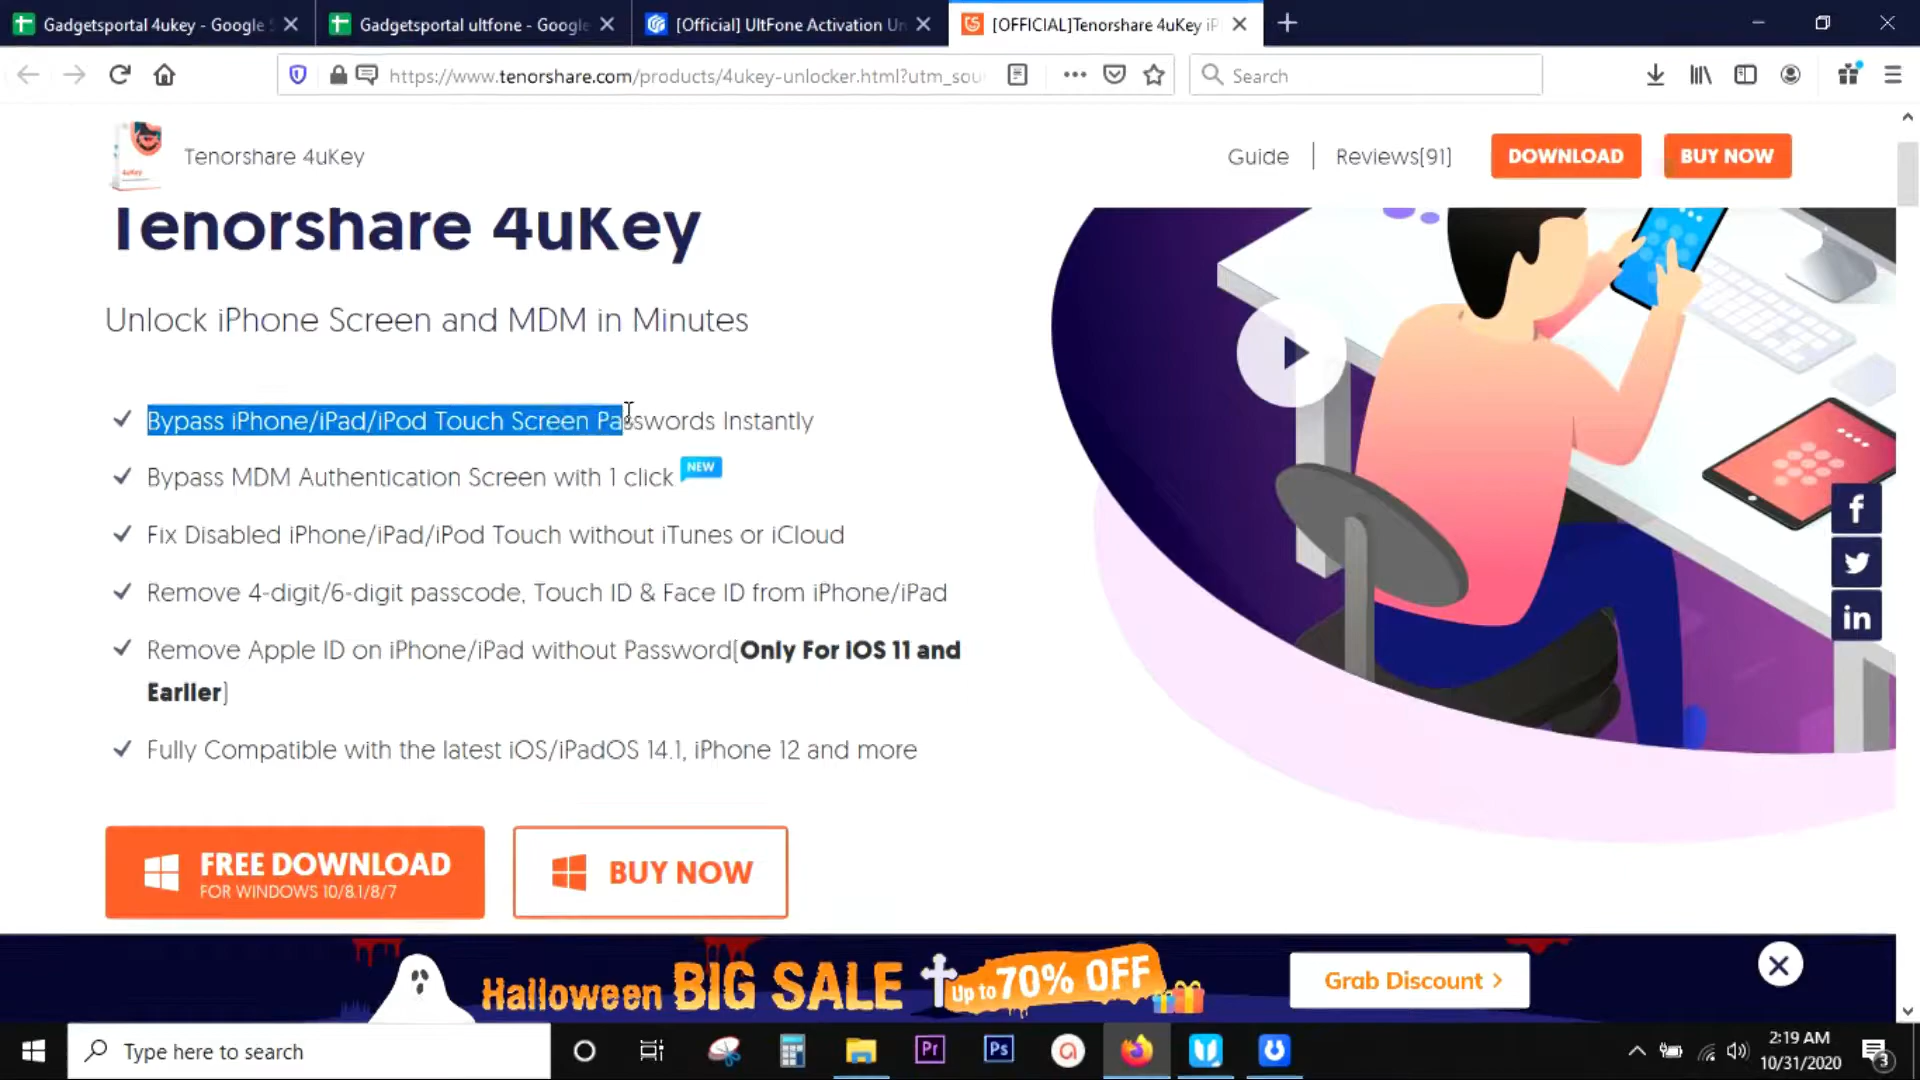 Gadgetsportal 4ukey - Google S
Gadgetsportal ultfone - Google
[Official] UltFone Activation Un
[OFFICIAL]Tenorshare 4uKey iP
https://www.tenorshare.com/products/4ukey-unlocker.html?utm_sou
Search
4uKey
Tenorshare 4uKey
Guide
Reviews[91]
DOWNLOAD
BUY NOW
Tenorshare 4uKey
Unlock iPhone Screen and MDM in Minutes
Bypass iPhone/iPad/iPod Touch Screen Passwords Instantly
Bypass MDM Authentication Screen with 1 click NEW
Fix Disabled iPhone/iPad/iPod Touch without iTunes or iCloud
Remove 4-digit/6-digit passcode, Touch ID & Face ID from iPhone/iPad
Remove Apple ID on iPhone/iPad without Password[Only For iOS 11 and
Earlier]
Fully Compatible with the latest iOS/iPadOS 14.1, iPhone 12 and more
FREE DOWNLOAD
FOR WINDOWS 10/8.1/8/7
BUY NOW
Halloween BIG SALE Up to 70% OFF
Grab Discount >
Type here to search
Pr
Ps
2:19 AM
10/31/2020
3